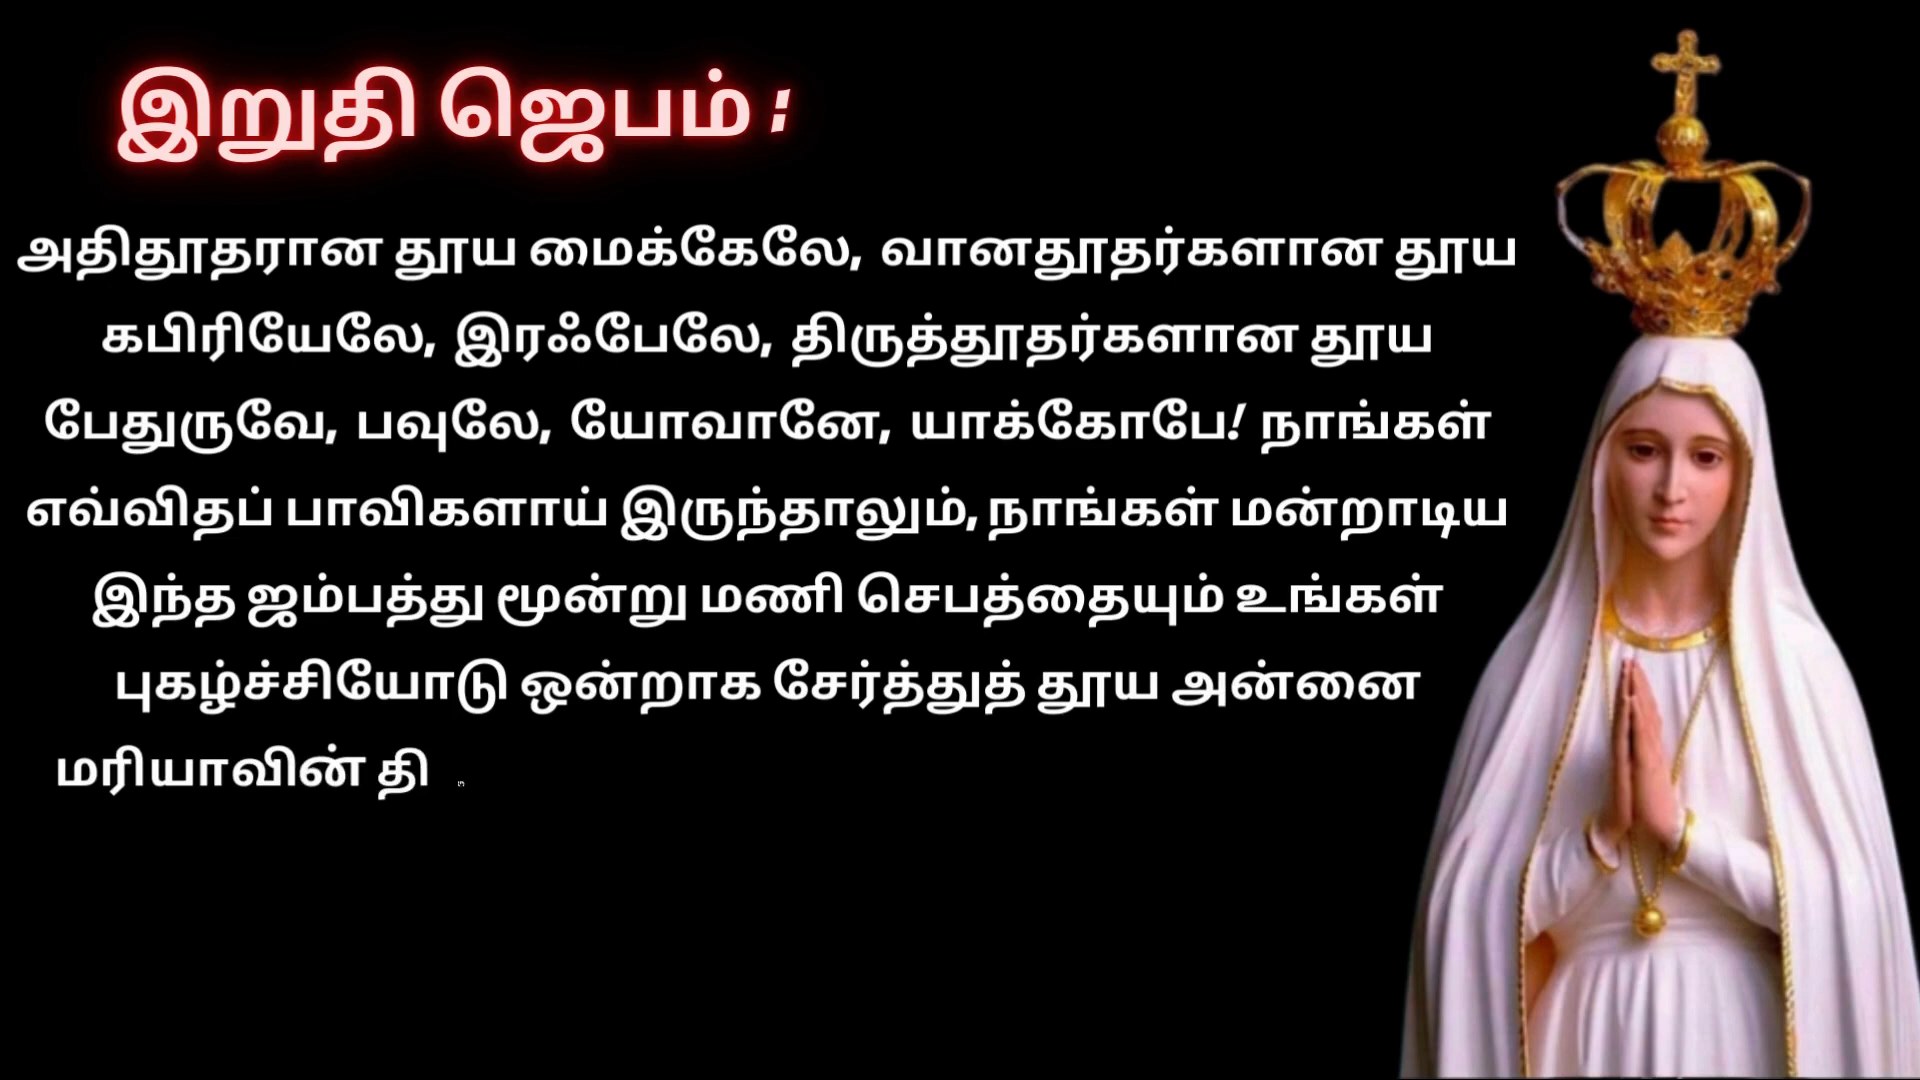 இறுதி ஜெபம் :
அதிதூதரான தூய மைக்கேலே, வானதூதர்களான தூய
கபிரியேலே, இரஃபேலே, திருத்தூதர்களான தூய
பேதுருவே, பவுலே, யோவானே, யாக்கோபே! நாங்கள்
எவ்விதப் பாவிகளாய் இருந்தாலும், நாங்கள் மன்றாடிய
இந்த ஜம்பத்து மூன்று மணி செபத்தையும் உங்கள்
புகழ்ச்சியோடு ஒன்றாக சேர்த்துத் தூய அன்னை
மரியாவின் தி